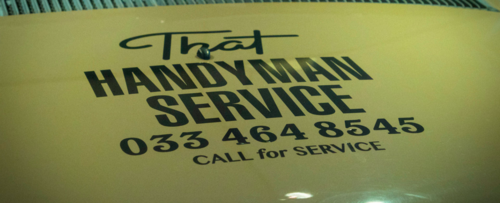 That
HANDYMAN
SERVICE
033 464 8545
CALL for SERVICE